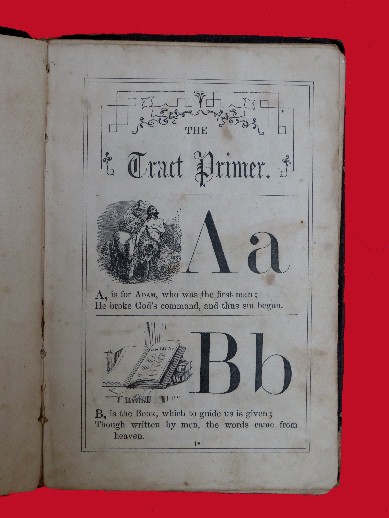 THE
Tract Primer.
Aa
A, is for ADAM, who was the first man;
He broke God's command, and thus sin began.
Bb
B, is the BOOK, which to guide us is given;
Though written by men, the words came from
heaven.
1*